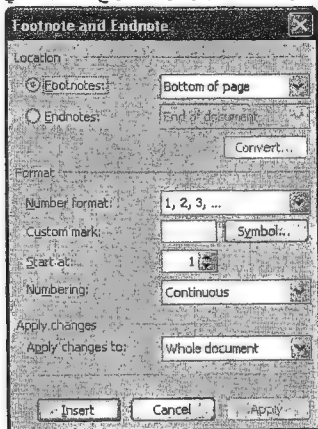 Footnote and Endnote
Location
Footnotes: Bottom of page
Endnotes: End of document
Convert...
Format
Number format: 1, 2, 3, ...
Custom mark: Symbol...
Start at: 1
Numbering: Continuous
Apply changes
Apply changes to: Whole document
Insert Cancel Apply